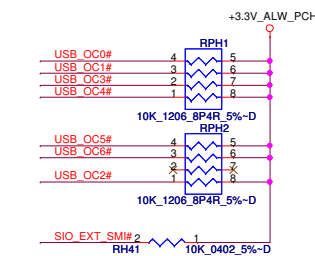 +3.3V_ALW_PCH
RPH1
USB_OC0# 4 5
USB_OC1# 3 6
USB_OC3# 2 7
USB_OC4# 1 8
10K_1206_8P4R_5%~D
RPH2
USB_OC5# 4 5
USB_OC6# 3 6
2 7
USB_OC2# 1 8
10K_1206_8P4R_5%~D
SIO_EXT_SMI# 2 1
RH41 10K_0402_5%~D